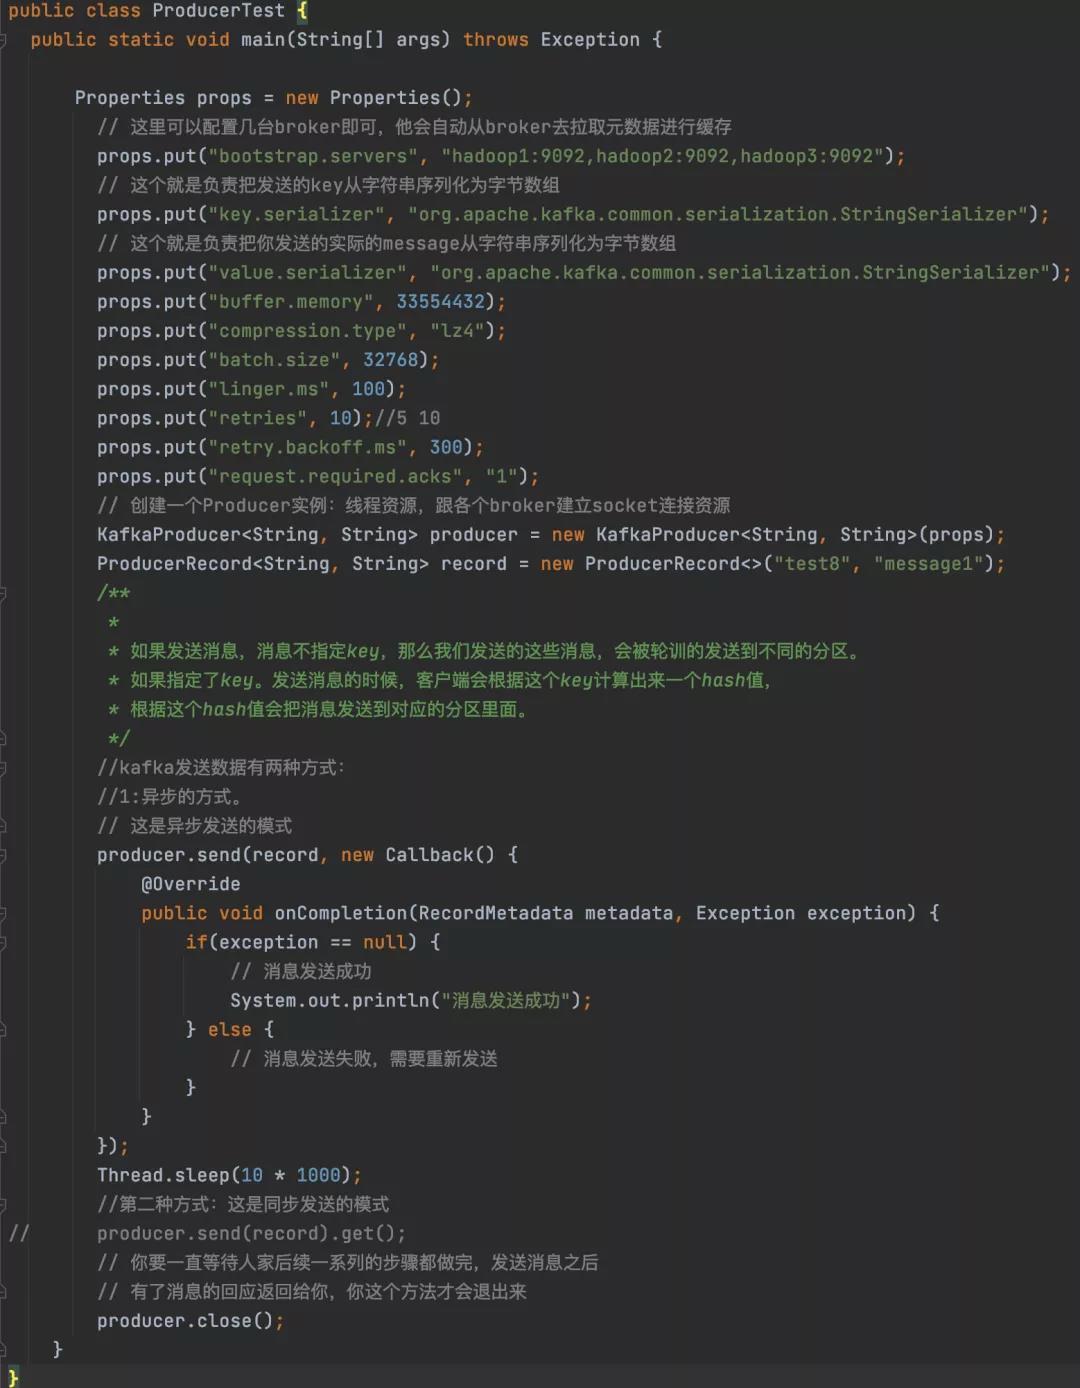 public class ProducerTest {
public static void main(String[] args) throws Exception {
Properties props = new Properties();
// 这里可以配置几台broker即可，他会自动从broker去拉取元数据进行缓存
props.put("bootstrap.servers", "hadoop1:9092,hadoop2:9092,hadoop3:9092");
// 这个就是负责把发送的key从字符串序列化为字节数组
props.put("key.serializer", "org.apache.kafka.common.serialization.StringSerializer");
// 这个就是负责把你发送的实际的message从字符串序列化为字节数组
props.put("value.serializer", "org.apache.kafka.common.serialization.StringSerializer");
props.put("buffer.memory", 33554432);
props.put("compression.type", "lz4");
props.put("batch.size", 32768);
props.put("linger.ms", 100);
props.put("retries", 10);//5 10
props.put("retry.backoff.ms", 300);
props.put("request.required.acks", "1");
// 创建一个Producer实例：线程资源，跟各个broker建立socket连接资源
KafkaProducer<String, String> producer = new KafkaProducer<String, String>(props);
ProducerRecord<String, String> record = new ProducerRecord<>("test8", "message1");
/**
*
* 如果发送消息，消息不指定key，那么我们发送的这些消息，会被轮训的发送到不同的分区。
* 如果指定了key。发送消息的时候，客户端会根据这个key计算出来一个hash值，
* 根据这个hash值会把消息发送到对应的分区里面。
*/
//kafka发送数据有两种方式：
//1:异步的方式。
// 这是异步发送的模式
producer.send(record, new Callback() {
@Override
public void onCompletion(RecordMetadata metadata, Exception exception) {
if(exception == null) {
// 消息发送成功
System.out.println("消息发送成功");
} else {
// 消息发送失败，需要重新发送
}
}
});
Thread.sleep(10 * 1000);
//第二种方式：这是同步发送的模式
// producer.send(record).get();
// 你要一直等待人家后续一系列的步骤都做完，发送消息之后
// 有了消息的回应返回给你，你这个方法才会退出来
producer.close();
}
}